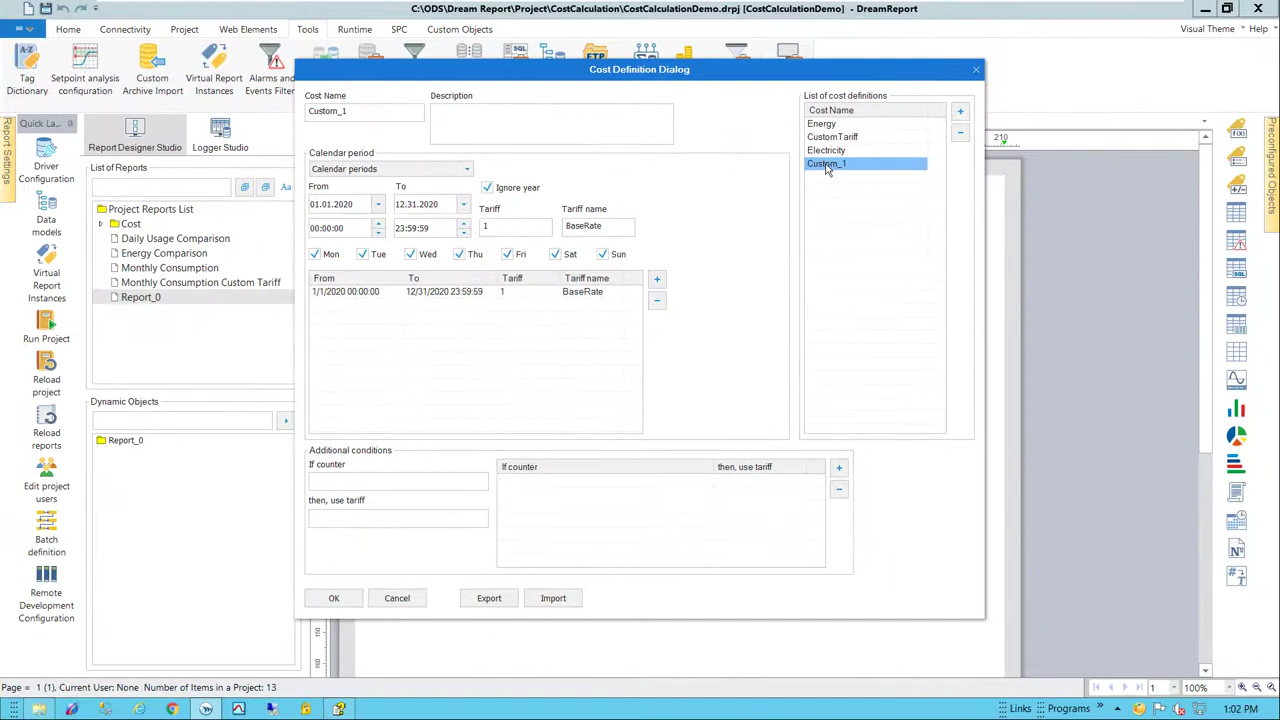 C:\ODS\Dream Report\Project\CostCalculation\CostCalculationDemo.drpj [CostCalculationDemo] - DreamReport
Home Connectivity Project Web Elements Tools Runtime SPC Custom Objects Visual Theme Help
Tag Dictionary
Setpoint analysis configuration
Custom Archive Import
Virtual Report Instances
Alarms and Events Filter
Report Settings
Quick La...
Driver Configuration
Data models
Virtual Report Instances
Run Project
Reload project
Reload reports
Edit project users
Batch definition
Remote Development Configuration
Report Designer Studio
Logger Studio
List of Reports
Aa
Project Reports List
Cost
Daily Usage Comparison
Energy Comparison
Monthly Consumption
Monthly Consumption Custom Tariff
Report_0
Dynamic Objects
Report_0
Cost Definition Dialog
Cost Name
Description
Custom_1
Calendar period
Calendar periods
From To Ignore year
01.01.2020 12.31.2020
Tariff Tariff name
00:00:00 23:59:59 1 BaseRate
Mon Tue Wed Thu Fri Sat Sun
From To Tariff Tariff name
1/1/2020 00:00:00 12/31/2020 23:59:59 1 BaseRate
Additional conditions
If counter
then, use tariff
If counter then, use tariff
OK Cancel Export Import
List of cost definitions
Cost Name
Energy
CustomTariff
Electricity
Custom_1
210
150
160
Preconfigured Objects
Page = 1 (1), Current User: None Number of Items in a Project: 13
1 100%
Links Programs 1:02 PM